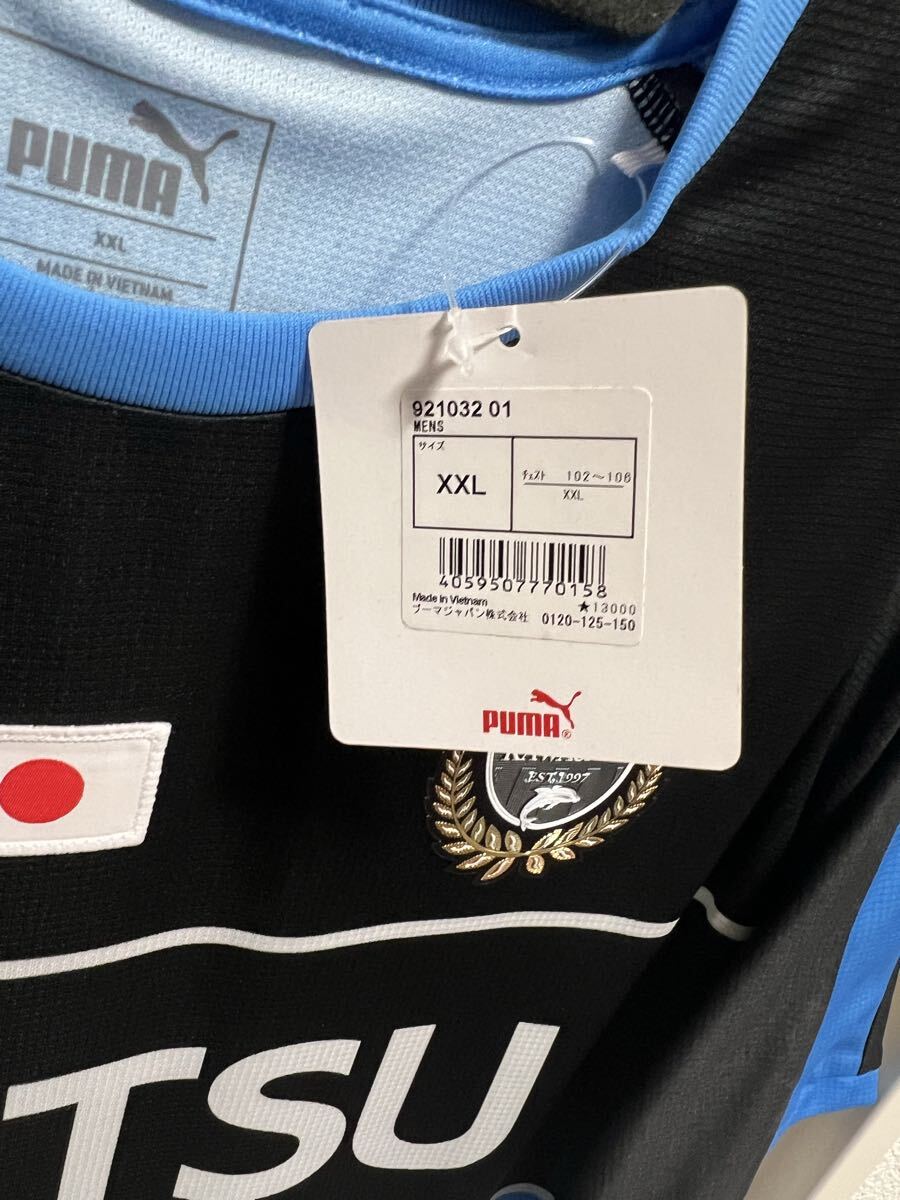 PUMA
XXL
MADE IN VIETNAM
921032 01
MENS
サイズ
XXL
チェスト 102~106
XXL
4059507770158
Made in Vietnam
★13000
プーマジャパン株式会社 0120-125-150
PUMA®
EST.1997
TSU